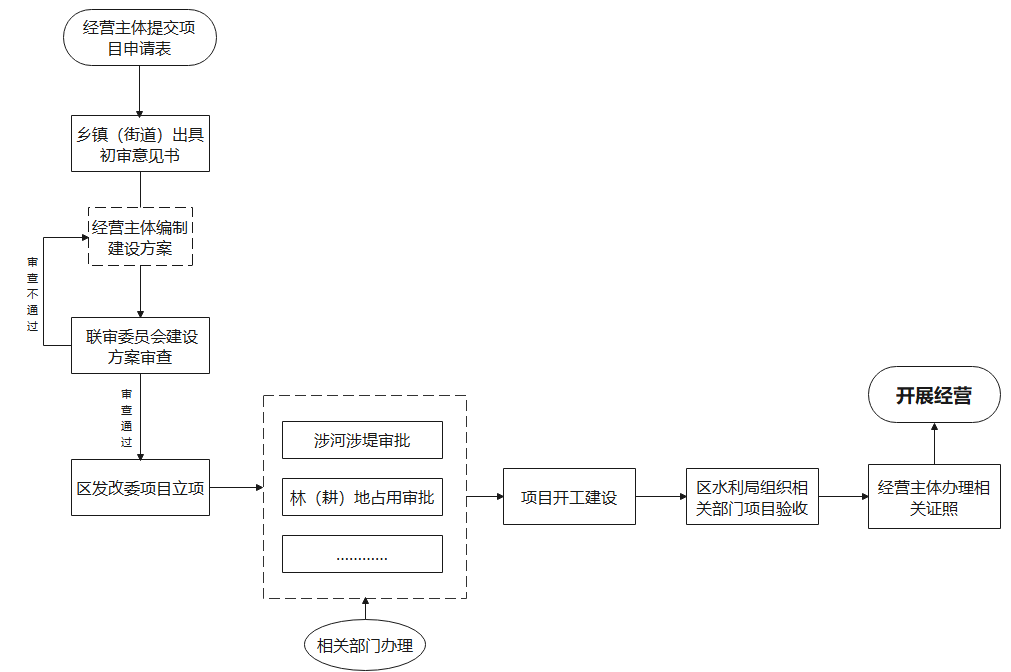 经营主体提交项
目申请表
乡镇（街道）出具
初审意见书
经营主体编制
建设方案
审查不通过
联审委员会建设
方案审查
审查通过
区发改委项目立项
涉河涉堤审批
林（耕）地占用审批
…………
相关部门办理
项目开工建设
区水利局组织相
关部门项目验收
经营主体办理相
关证照
开展经营